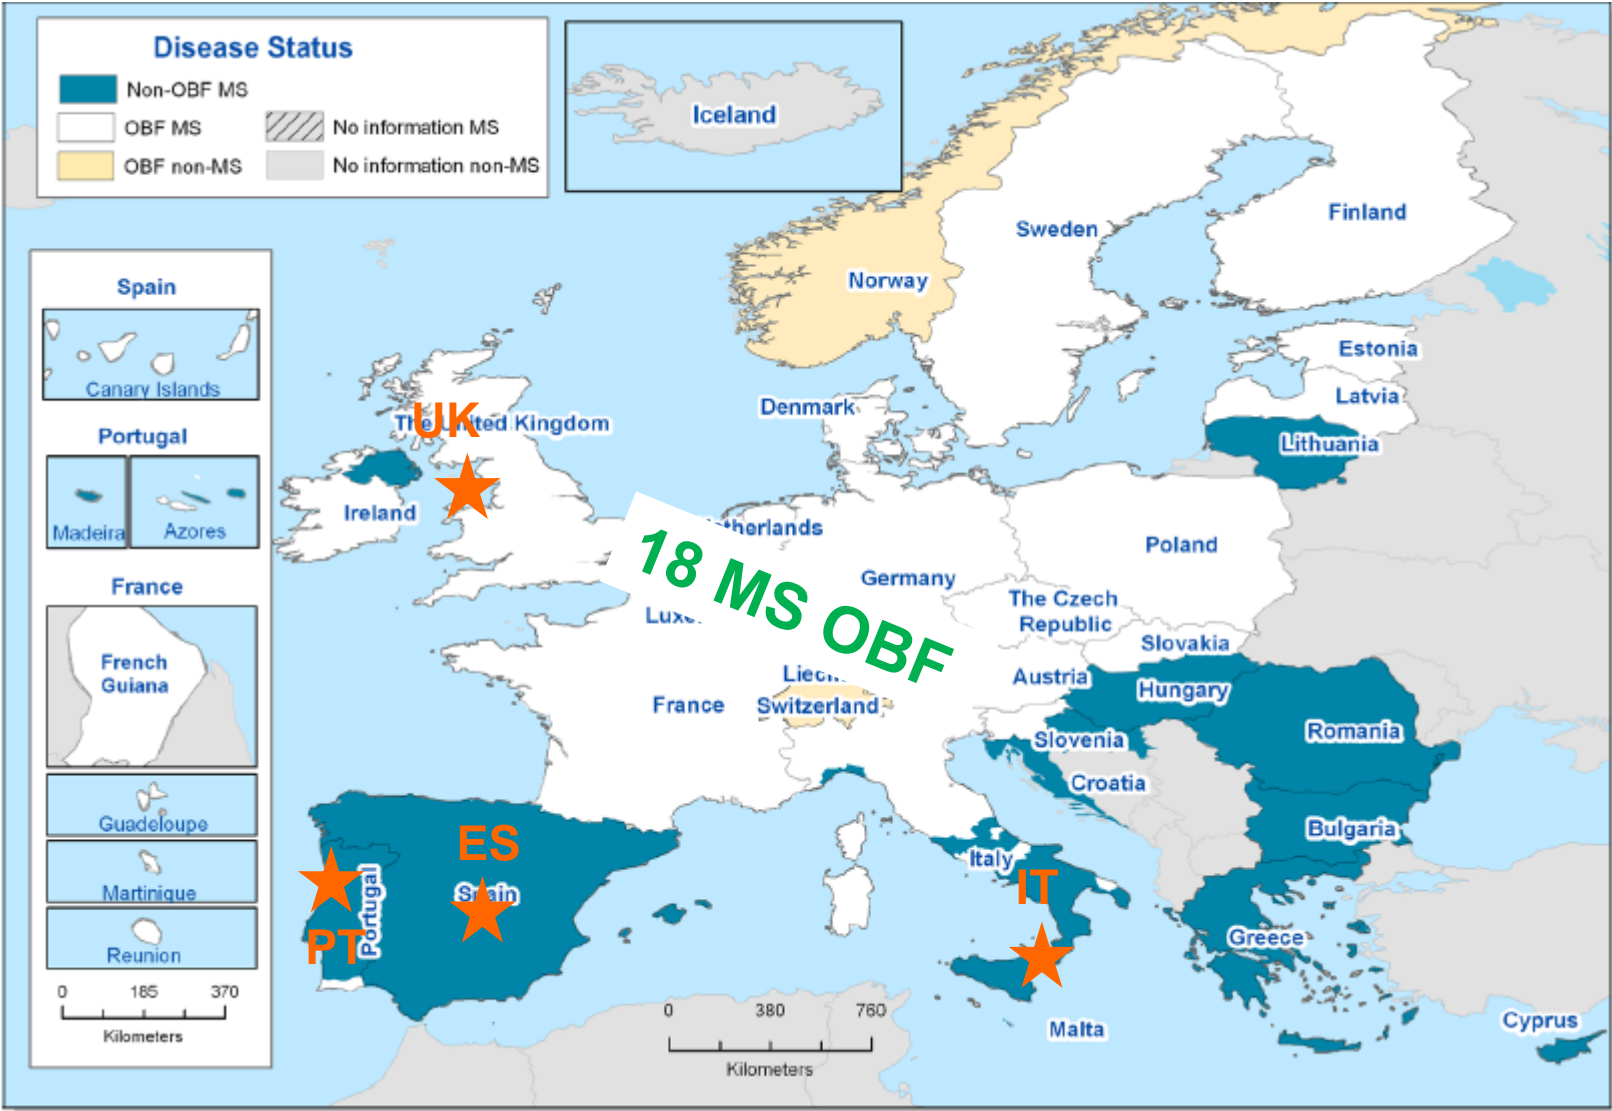 Disease Status
Non-OBF MS
OBF MS
No information MS
OBF non-MS
No information non-MS
Iceland
Spain
Canary Islands
Portugal
Madeira
Azores
France
French
Guiana
Guadeloupe
Martinique
Reunion
0 185 370
Kilometers
Norway
Sweden
Finland
Estonia
Latvia
Lithuania
Denmark
UK
The United Kingdom
Ireland
18 MS OBF
Germany
Poland
The Czech
Republic
Slovakia
Austria
Hungary
France
Switzerland
Slovenia
Croatia
Romania
Bulgaria
ES
Spain
PT
Portugal
Italy
IT
Greece
Malta
Cyprus
0 380 760
Kilometers